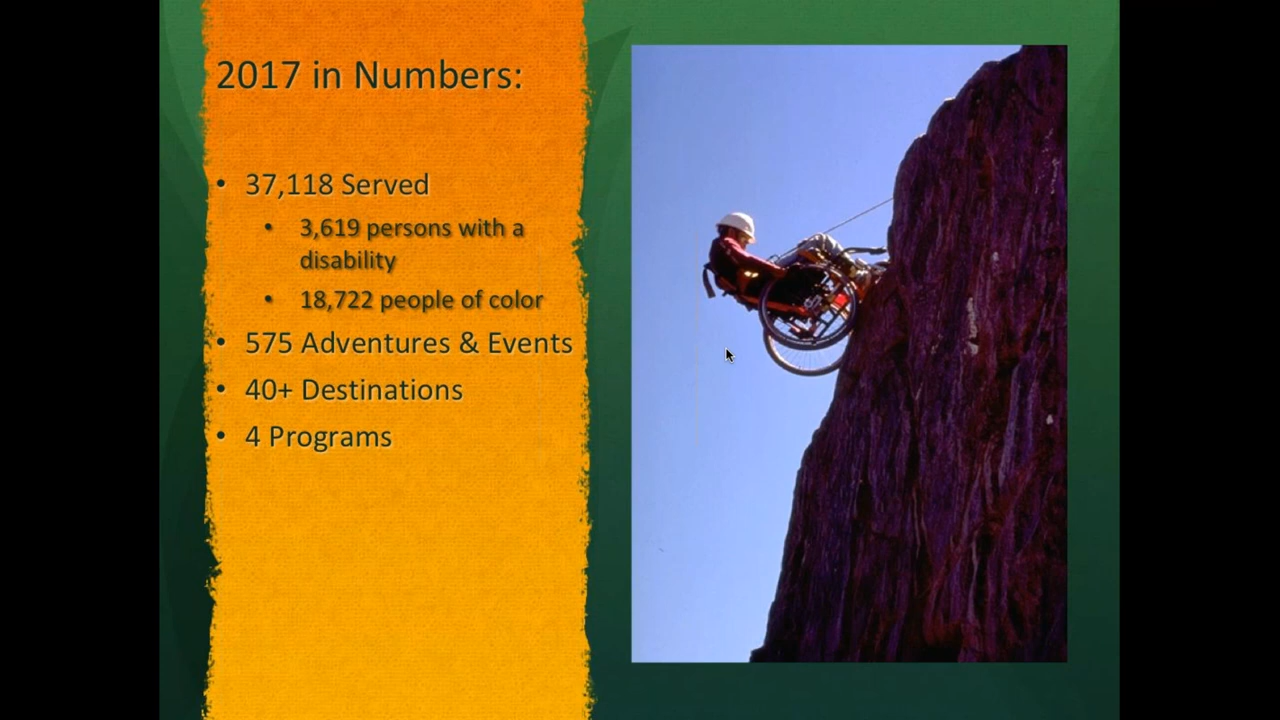 2017 in Numbers:
• 37,118 Served
• 3,619 persons with a
disability
• 18,722 people of color
• 575 Adventures & Events
• 40+ Destinations
• 4 Programs